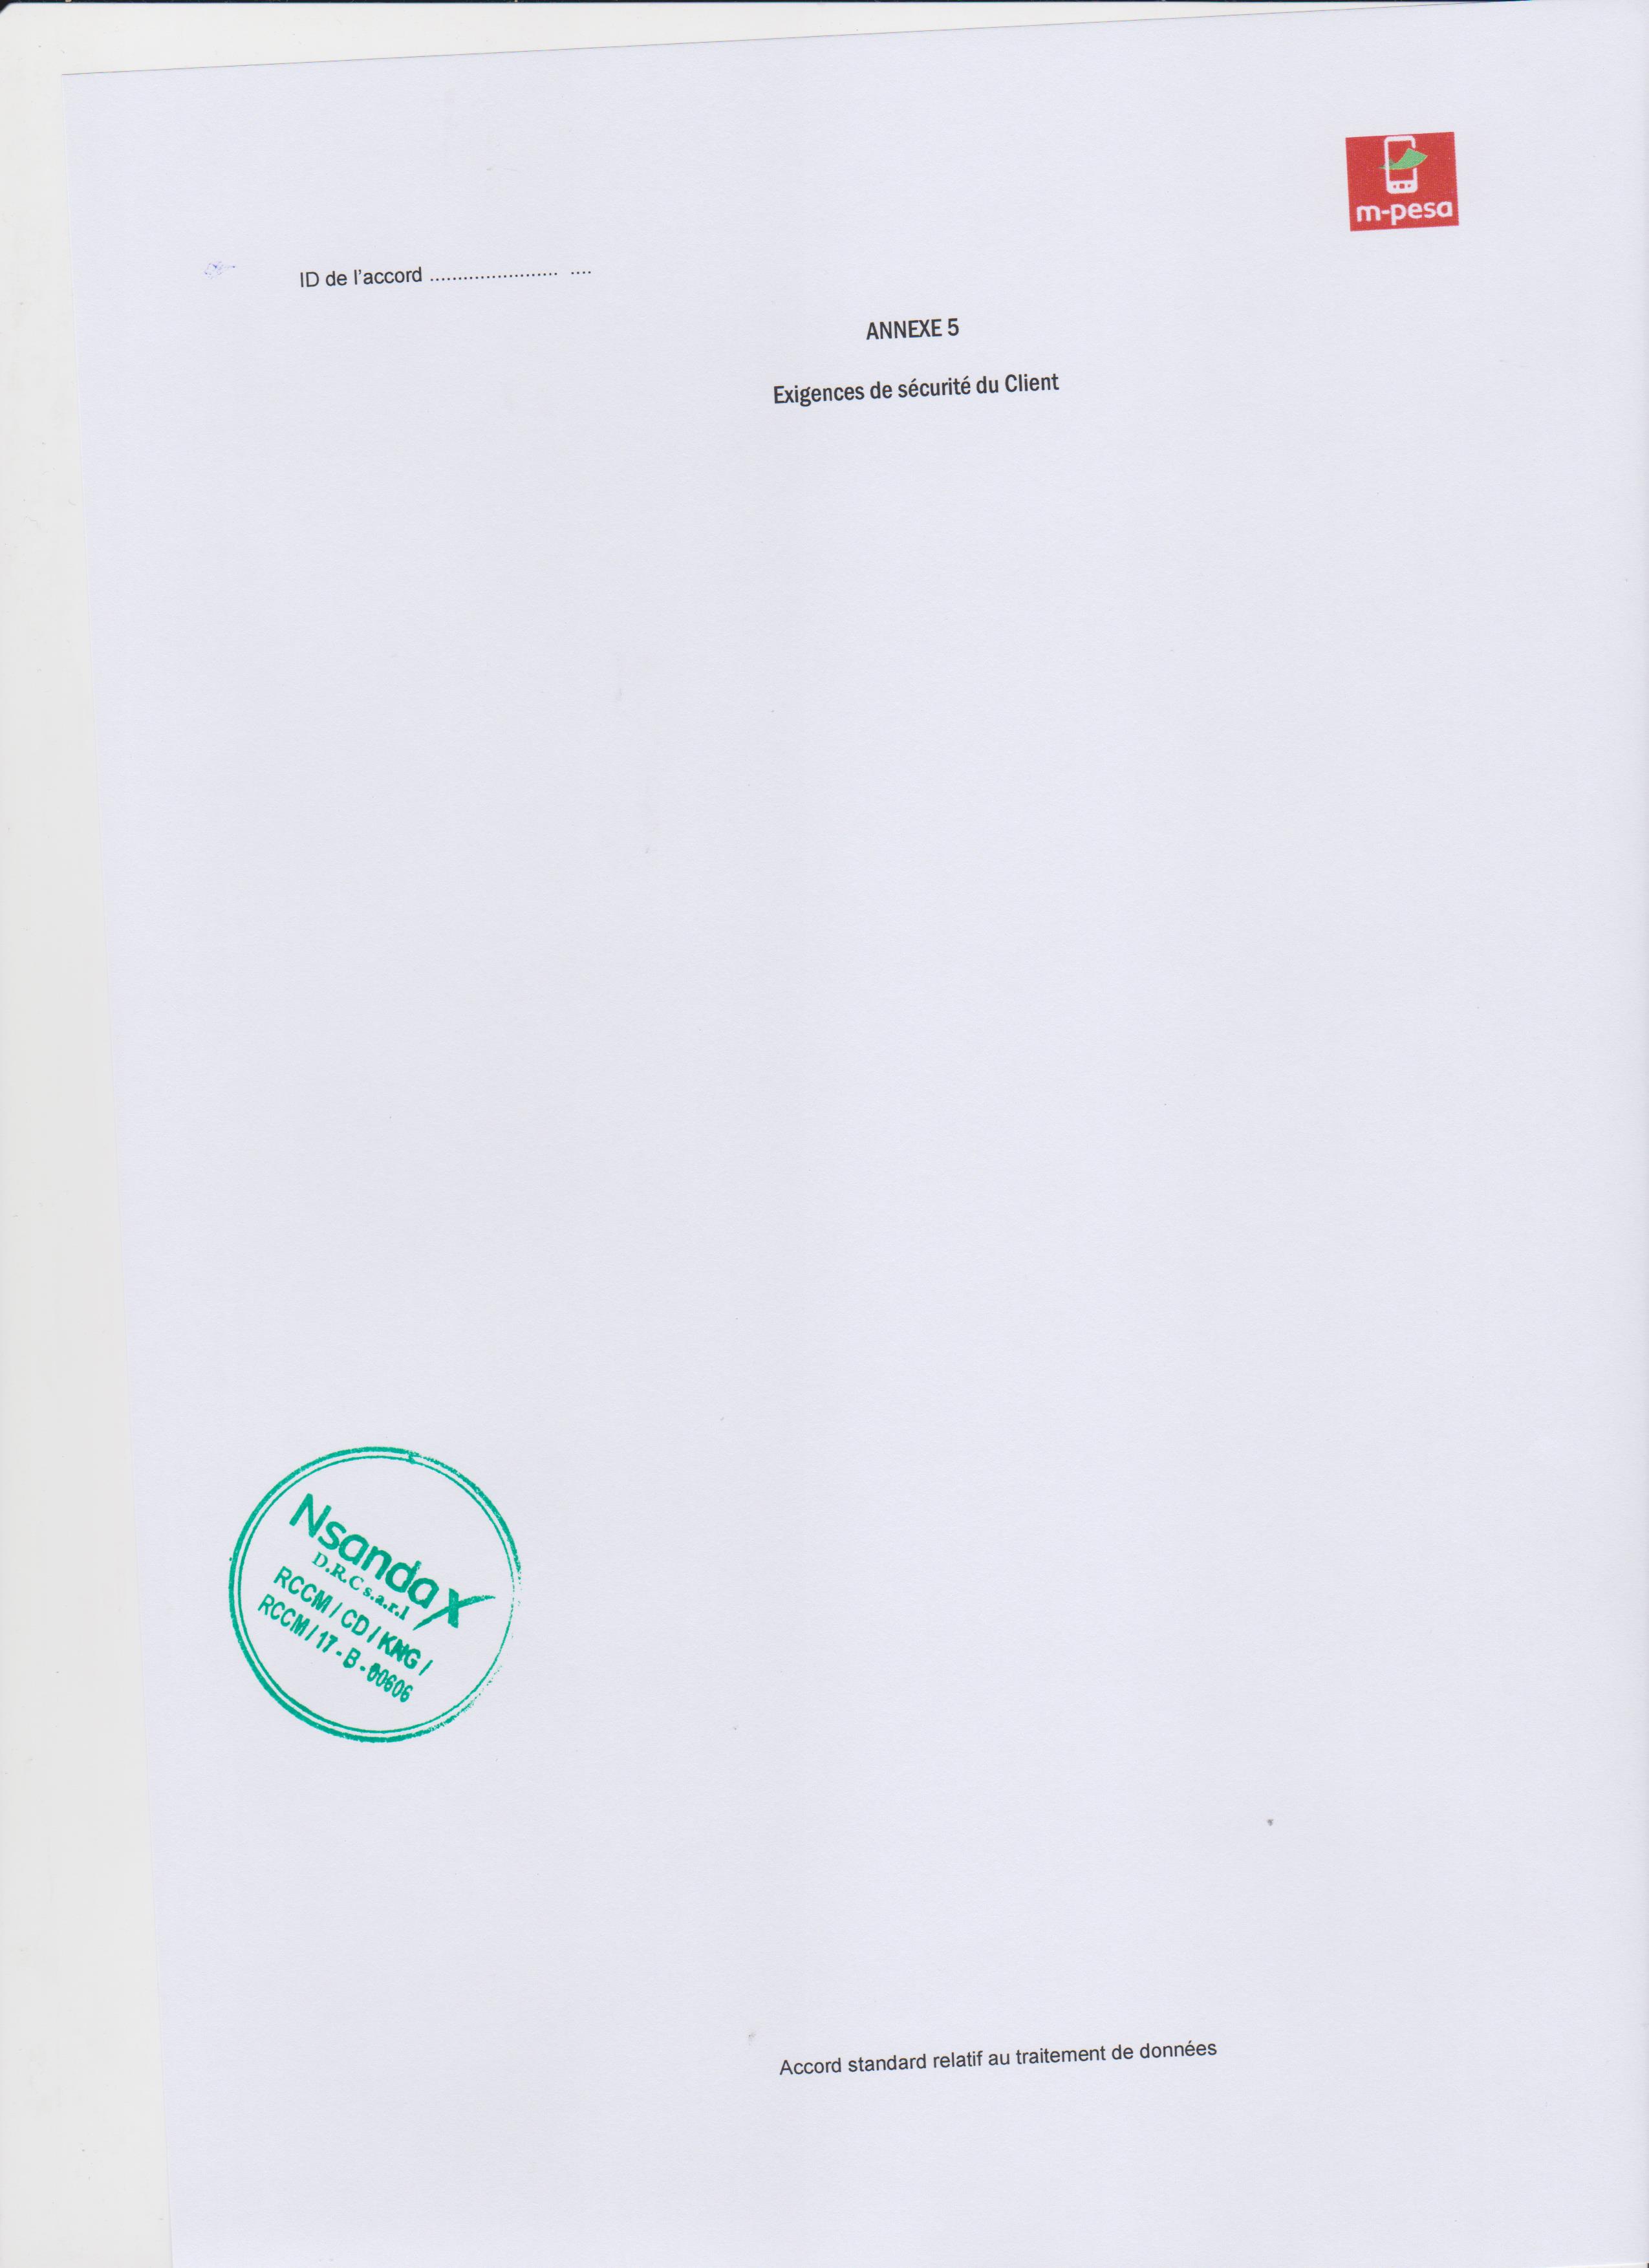 m-pesa
ID de l'accord ....................... ....
ANNEXE 5
Exigences de sécurité du Client
Nsandax
D.R.C s.a.r.l
RCCM / CD / KNG /
RCCM / 17 - B - 00606
Accord standard relatif au traitement de données